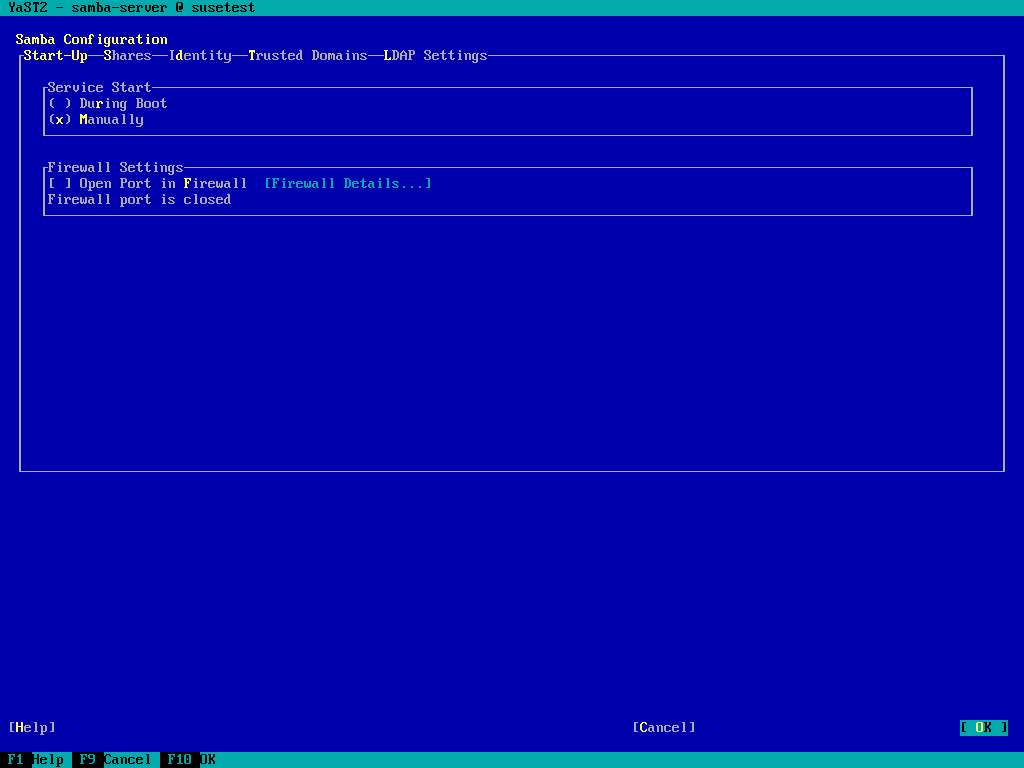 YaST2 - samba-server @ susetest
Samba Configuration
Start-Up Shares Identity Trusted Domains LDAP Settings
Service Start
( ) During Boot
(x) Manually
Firewall Settings
[ ] Open Port in Firewall [Firewall Details...]
Firewall port is closed
[Help] [Cancel] [ OK ]
F1 Help F9 Cancel F10 OK